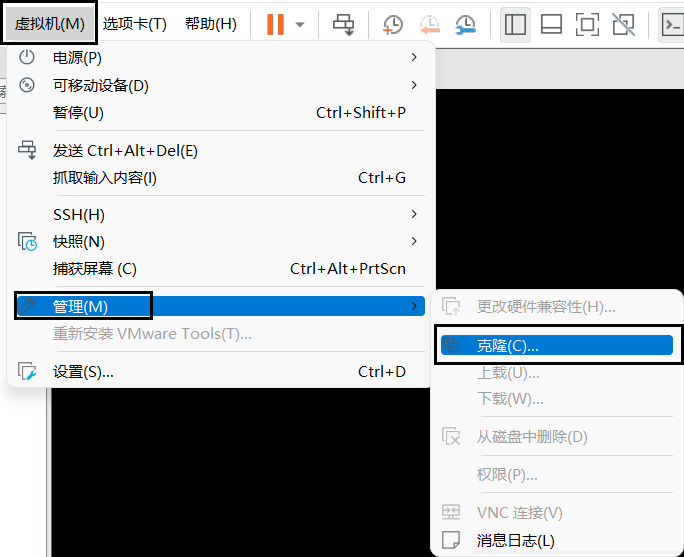 虚拟机(M) 选项卡(T) 帮助(H)
电源(P)
可移动设备(D)
暂停(U) Ctrl+Shift+P
发送 Ctrl+Alt+Del(E)
抓取输入内容(I) Ctrl+G
SSH(H)
快照(N)
捕获屏幕 (C) Ctrl+Alt+PrtScn
管理(M)
重新安装 VMware Tools(T)...
设置(S)... Ctrl+D
更改硬件兼容性(H)...
克隆(C)...
上载(U)...
下载(W)...
从磁盘中删除(D)
权限(P)...
VNC 连接(V)
消息日志(L)